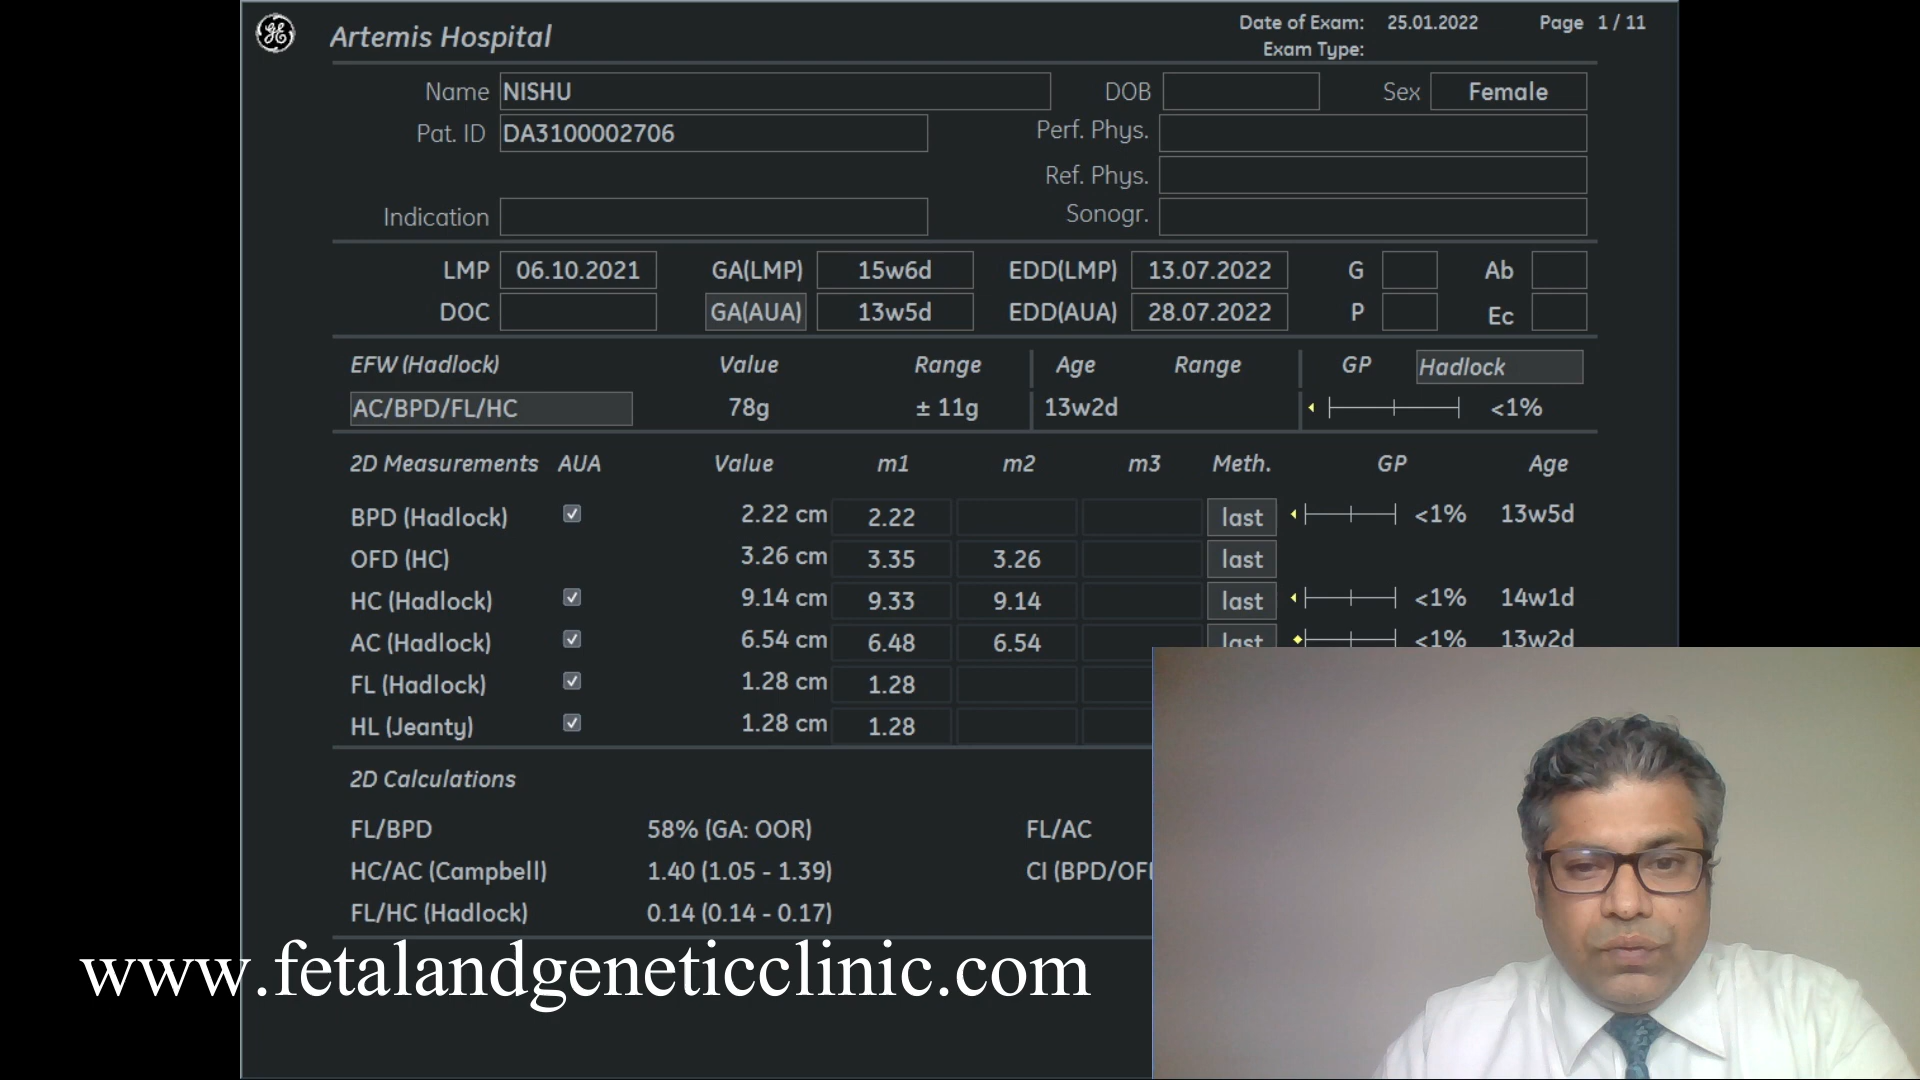 GE
Artemis Hospital Date of Exam: 25.01.2022 Page 1 / 11
Exam Type:
Name NISHU DOB Sex Female
Pat. ID DA3100002706 Perf. Phys.
Ref. Phys.
Indication Sonogr.
LMP 06.10.2021 GA(LMP) 15w6d EDD(LMP) 13.07.2022 G Ab
DOC GA(AUA) 13w5d EDD(AUA) 28.07.2022 P Ec
EFW (Hadlock) Value Range Age Range GP Hadlock
AC/BPD/FL/HC 78g ± 11g 13w2d <1%
2D Measurements AUA Value m1 m2 m3 Meth. GP Age
BPD (Hadlock) 2.22 cm 2.22 last <1% 13w5d
OFD (HC) 3.26 cm 3.35 3.26 last
HC (Hadlock) 9.14 cm 9.33 9.14 last <1% 14w1d
AC (Hadlock) 6.54 cm 6.48 6.54 last <1% 13w2d
FL (Hadlock) 1.28 cm 1.28
HL (Jeanty) 1.28 cm 1.28
2D Calculations
FL/BPD 58% (GA: OOR) FL/AC
HC/AC (Campbell) 1.40 (1.05 - 1.39) CI (BPD/OF
FL/HC (Hadlock) 0.14 (0.14 - 0.17)
www.fetalandgeneticclinic.com